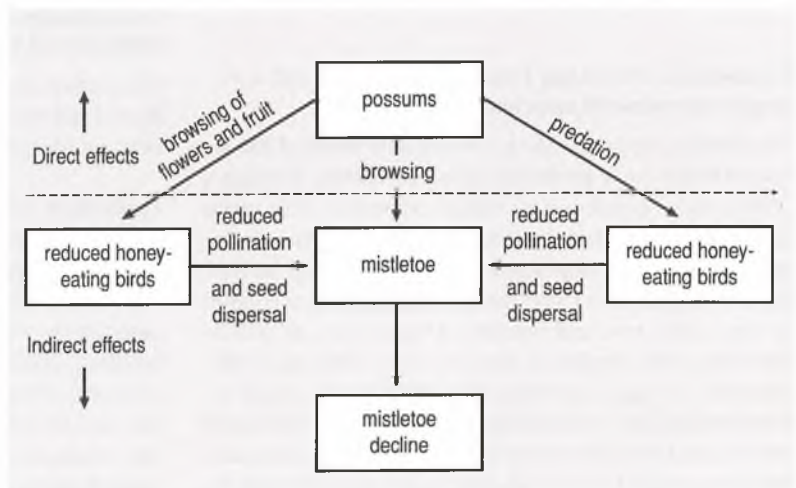 possums
browsing of
flowers and fruit
predation
Direct effects
browsing
reduced honey-
eating birds
reduced
pollination
and seed
dispersal
mistletoe
reduced
pollination
and seed
dispersal
reduced honey-
eating birds
Indirect effects
mistletoe
decline